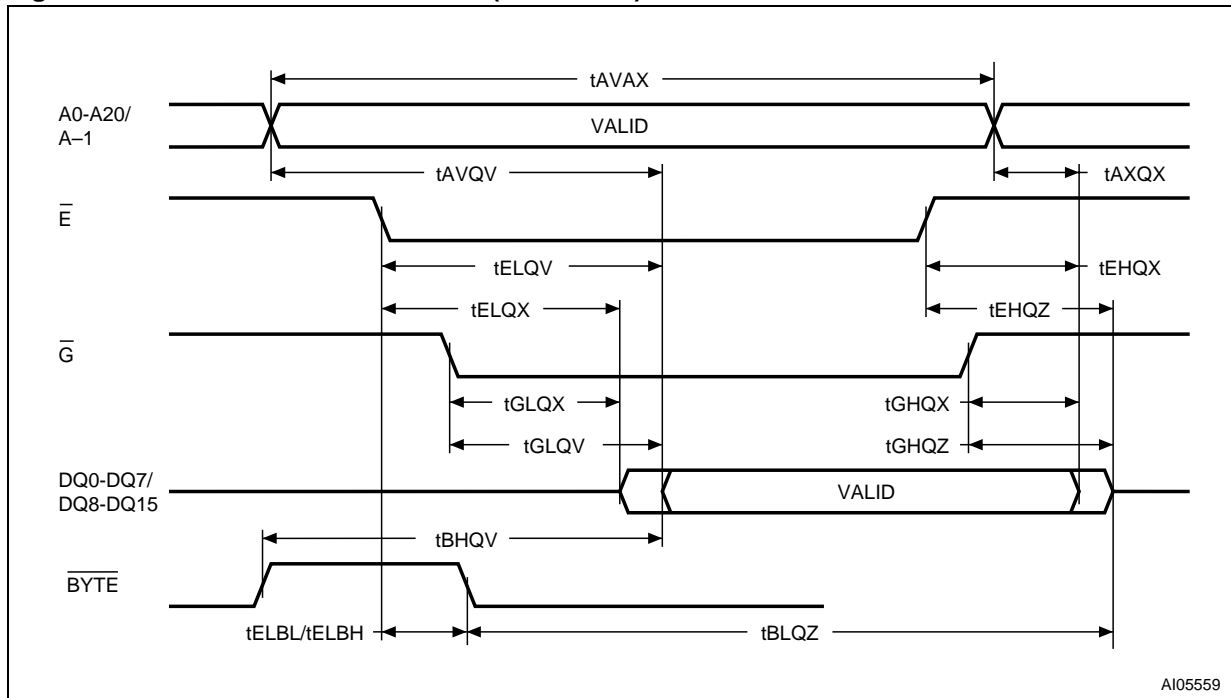 tAVAX
A0-A20/
A–1
VALID
tAVQV
tAXQX
E
tELQV
tEHQX
tELQX
tEHQZ
G
tGLQX
tGHQX
tGLQV
tGHQZ
DQ0-DQ7/
DQ8-DQ15
VALID
tBHQV
BYTE
tELBL/tELBH
tBLQZ
AI05559